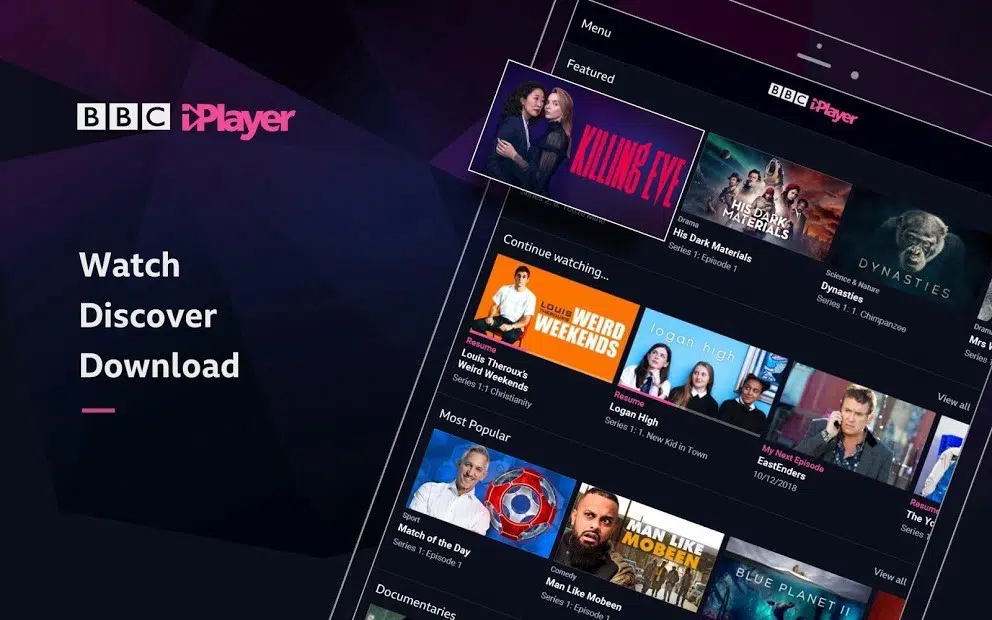 BBC iPlayer
Watch
Discover
Download
Menu
BBC iPlayer
Featured
KILLING EVE
HIS DARK
MATERIALS
Drama
His Dark Materials
Series 1: Episode 1
DYNASTIES
Science & Nature
Dynasties
Series 1: 1. Chimpanzee
Drama
Mrs
Continue watching...
LOUIS
THEROUX'S
WEIRD
WEEKENDS
Resume
Louis Theroux's
Weird Weekends
Series 1:1 Christianity
logan high
Resume
Logan High
Series 1: 1. New Kid in Town
View all
My Next Episode
EastEnders
10/12/2018
Resume
The Yo
Most Popular
Sport
Match of the Day
Series 1: Episode 1
MAN LIKE
MOBEEN
Comedy
Man Like Mobeen
Series 1: Episode
View all
BLUE PLANET II
Documentaries